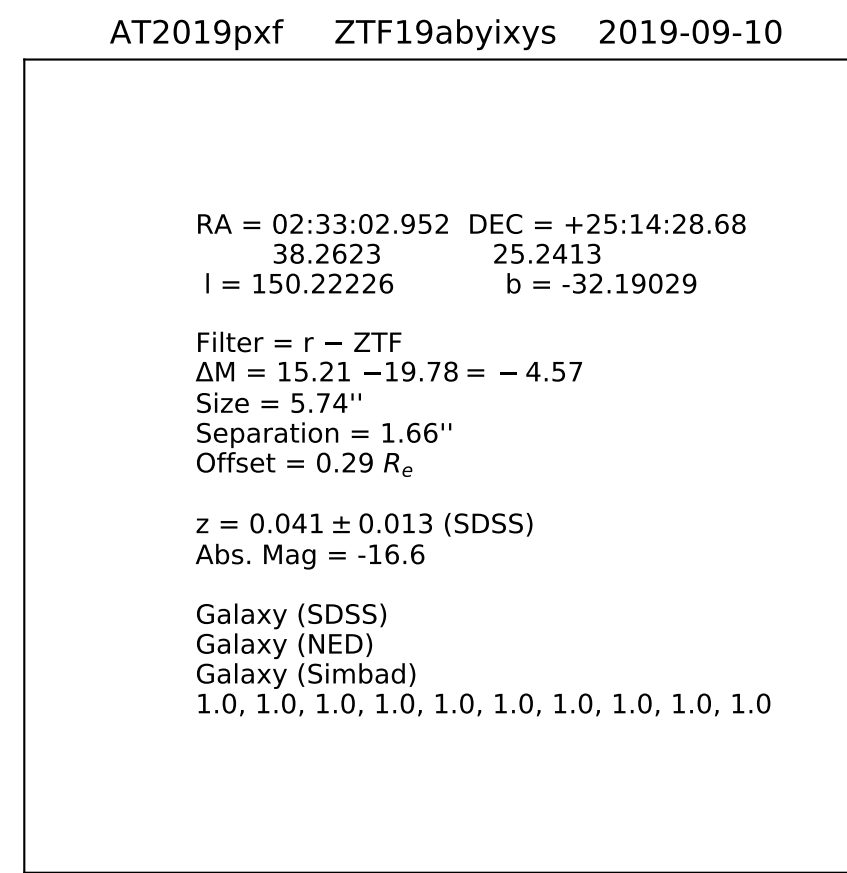 AT2019pxf ZTF19abyixys 2019-09-10
RA = 02:33:02.952 DEC = +25:14:28.68
38.2623 25.2413
l = 150.22226 b = -32.19029
Filter = r − ZTF
ΔM = 15.21 −19.78 = − 4.57
Size = 5.74''
Separation = 1.66''
Offset = 0.29 Re
z = 0.041 ± 0.013 (SDSS)
Abs. Mag = -16.6
Galaxy (SDSS)
Galaxy (NED)
Galaxy (Simbad)
1.0, 1.0, 1.0, 1.0, 1.0, 1.0, 1.0, 1.0, 1.0, 1.0